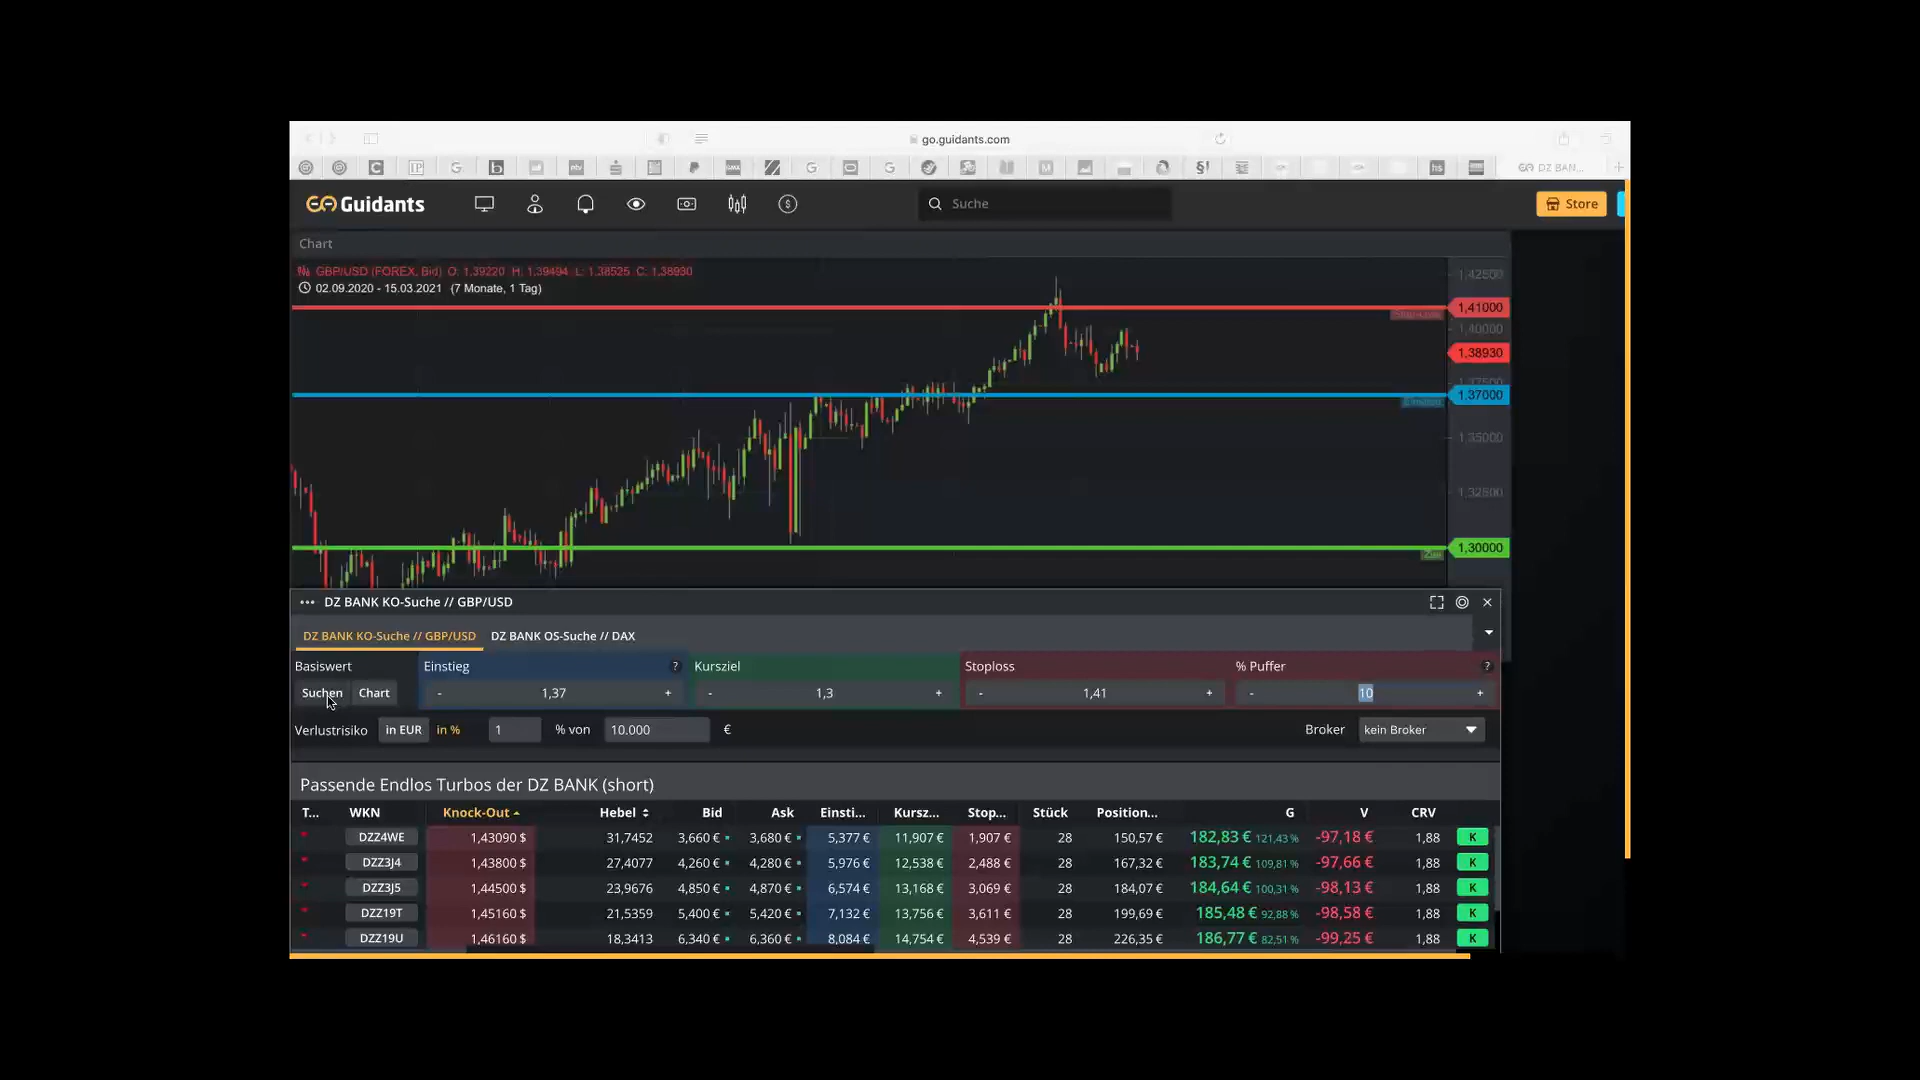 go.guidants.com
DZ BAN...
Guidants
Suche
Store
Chart
GBP/USD (FOREX, Bid) O: 1,39220 H: 1,39494 L: 1,38525 C: 1,38930
02.09.2020 - 15.03.2021 (7 Monate, 1 Tag)
1,42500
1,41000
1,40000
1,38930
1,37500
1,37000
1,35000
1,32500
Ziel
1,30000
DZ BANK KO-Suche // GBP/USD
DZ BANK KO-Suche // GBP/USD DZ BANK OS-Suche // DAX
Basiswert Einstieg ? Kursziel Stoploss % Puffer ?
Suchen Chart - 1,37 + - 1,3 + - 1,41 + - 10 +
Verlustrisiko in EUR in % 1 % von 10.000 € Broker kein Broker
Passende Endlos Turbos der DZ BANK (short)
T... WKN Knock-Out Hebel Bid Ask Einsti... Kursz... Stop... Stück Position... G V CRV
DZZ4WE 1,43090 $ 31,7452 3,660 € 3,680 € 5,377 € 11,907 € 1,907 € 28 150,57 € 182,83 € 121,43 % -97,18 € 1,88 K
DZZ3J4 1,43800 $ 27,4077 4,260 € 4,280 € 5,976 € 12,538 € 2,488 € 28 167,32 € 183,74 € 109,81 % -97,66 € 1,88 K
DZZ3J5 1,44500 $ 23,9676 4,850 € 4,870 € 6,574 € 13,168 € 3,069 € 28 184,07 € 184,64 € 100,31 % -98,13 € 1,88 K
DZZ19T 1,45160 $ 21,5359 5,400 € 5,420 € 7,132 € 13,756 € 3,611 € 28 199,69 € 185,48 € 92,88 % -98,58 € 1,88 K
DZZ19U 1,46160 $ 18,3413 6,340 € 6,360 € 8,084 € 14,754 € 4,539 € 28 226,35 € 186,77 € 82,51 % -99,25 € 1,88 K